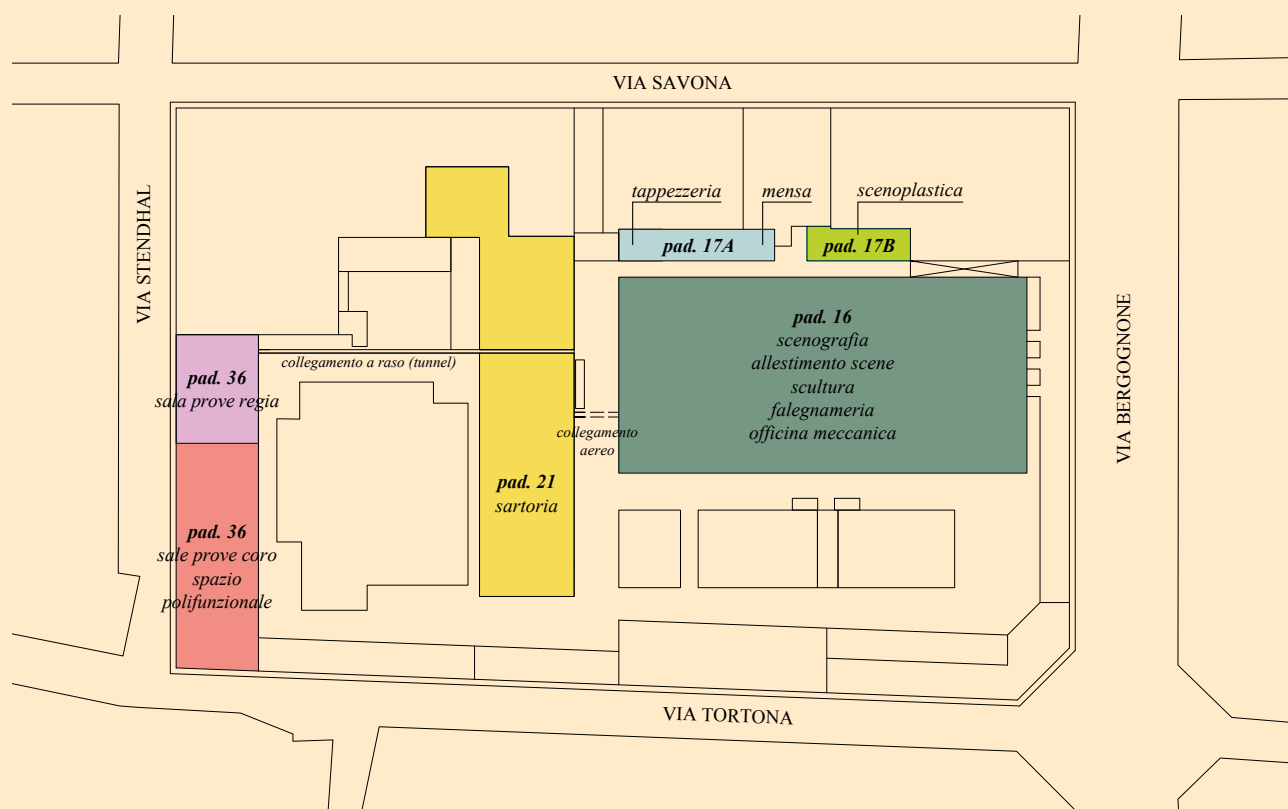 VIA SAVONA
VIA STENDHAL
tappezzeria
mensa
scenoplastica
pad. 17A
pad. 17B
pad. 16
scenografia
allestimento scene
scultura
falegnameria
officina meccanica
VIA BERGOGNONE
collegamento a raso (tunnel)
pad. 36
sala prove regia
collegamento
aereo
pad. 21
sartoria
pad. 36
sale prove coro
spazio
polifunzionale
VIA TORTONA